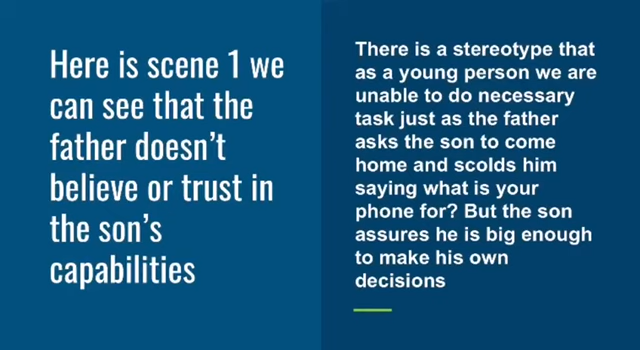 Here is scene 1 we
can see that the
father doesn't
believe or trust in
the son's
capabilities
There is a stereotype that
as a young person we are
unable to do necessary
task just as the father
asks the son to come
home and scolds him
saying what is your
phone for? But the son
assures he is big enough
to make his own
decisions